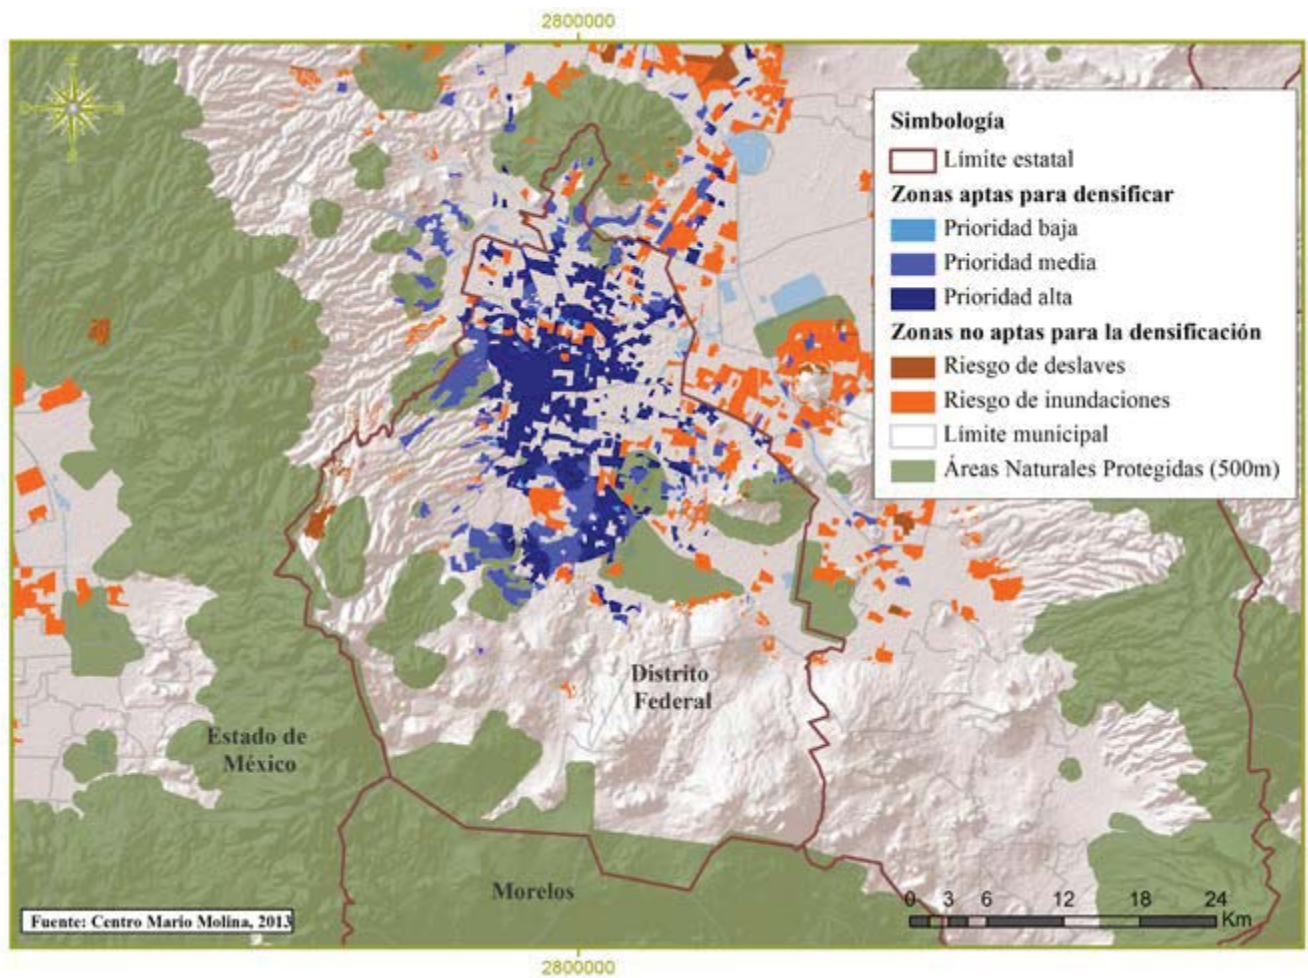 2800000
Simbología
Límite estatal
Zonas aptas para densificar
Prioridad baja
Prioridad media
Prioridad alta
Zonas no aptas para la densificación
Riesgo de deslaves
Riesgo de inundaciones
Límite municipal
Áreas Naturales Protegidas (500m)
Distrito
Federal
Estado de
México
Morelos
0 3 6 12 18 24
Km
Fuente: Centro Mario Molina, 2013
2800000